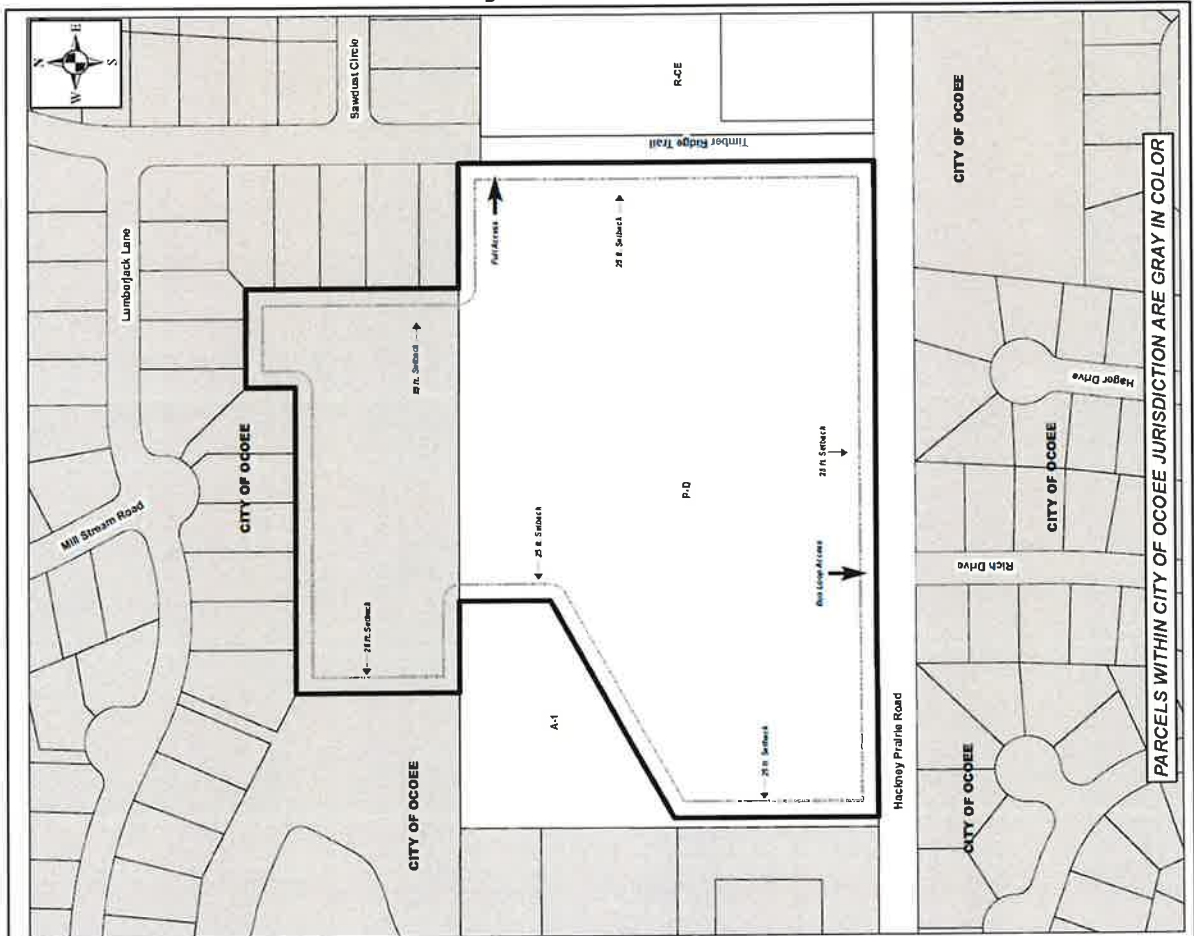 N
E
W
S
Sawdust Circle
R-CE
Lumberjack Lane
Timber Ridge Trail
CITY OF OCOEE
Full Access
25 ft. Setback
Setback
Mill Stream Road
CITY OF OCOEE
Hager Drive
25 ft. Setback
P-D
CITY OF OCOEE
25 ft. Setback
Bus Loop Access
Rich Drive
25 ft. Setback
A-1
CITY OF OCOEE
25 ft. Setback
Hackney Prairie Road
CITY OF OCOEE
PARCELS WITHIN CITY OF OCOEE JURISDICTION ARE GRAY IN COLOR